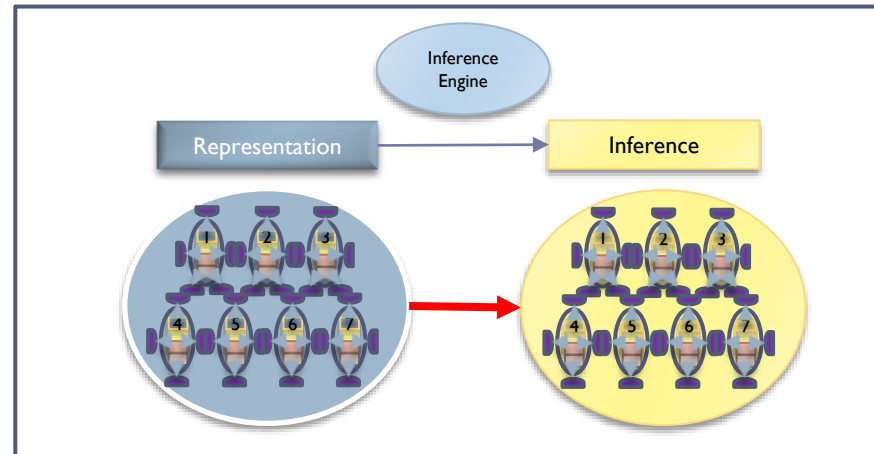 Inference
Engine
Representation
Inference
1 2 3
4 5 6 7
1 2 3
4 5 6 7